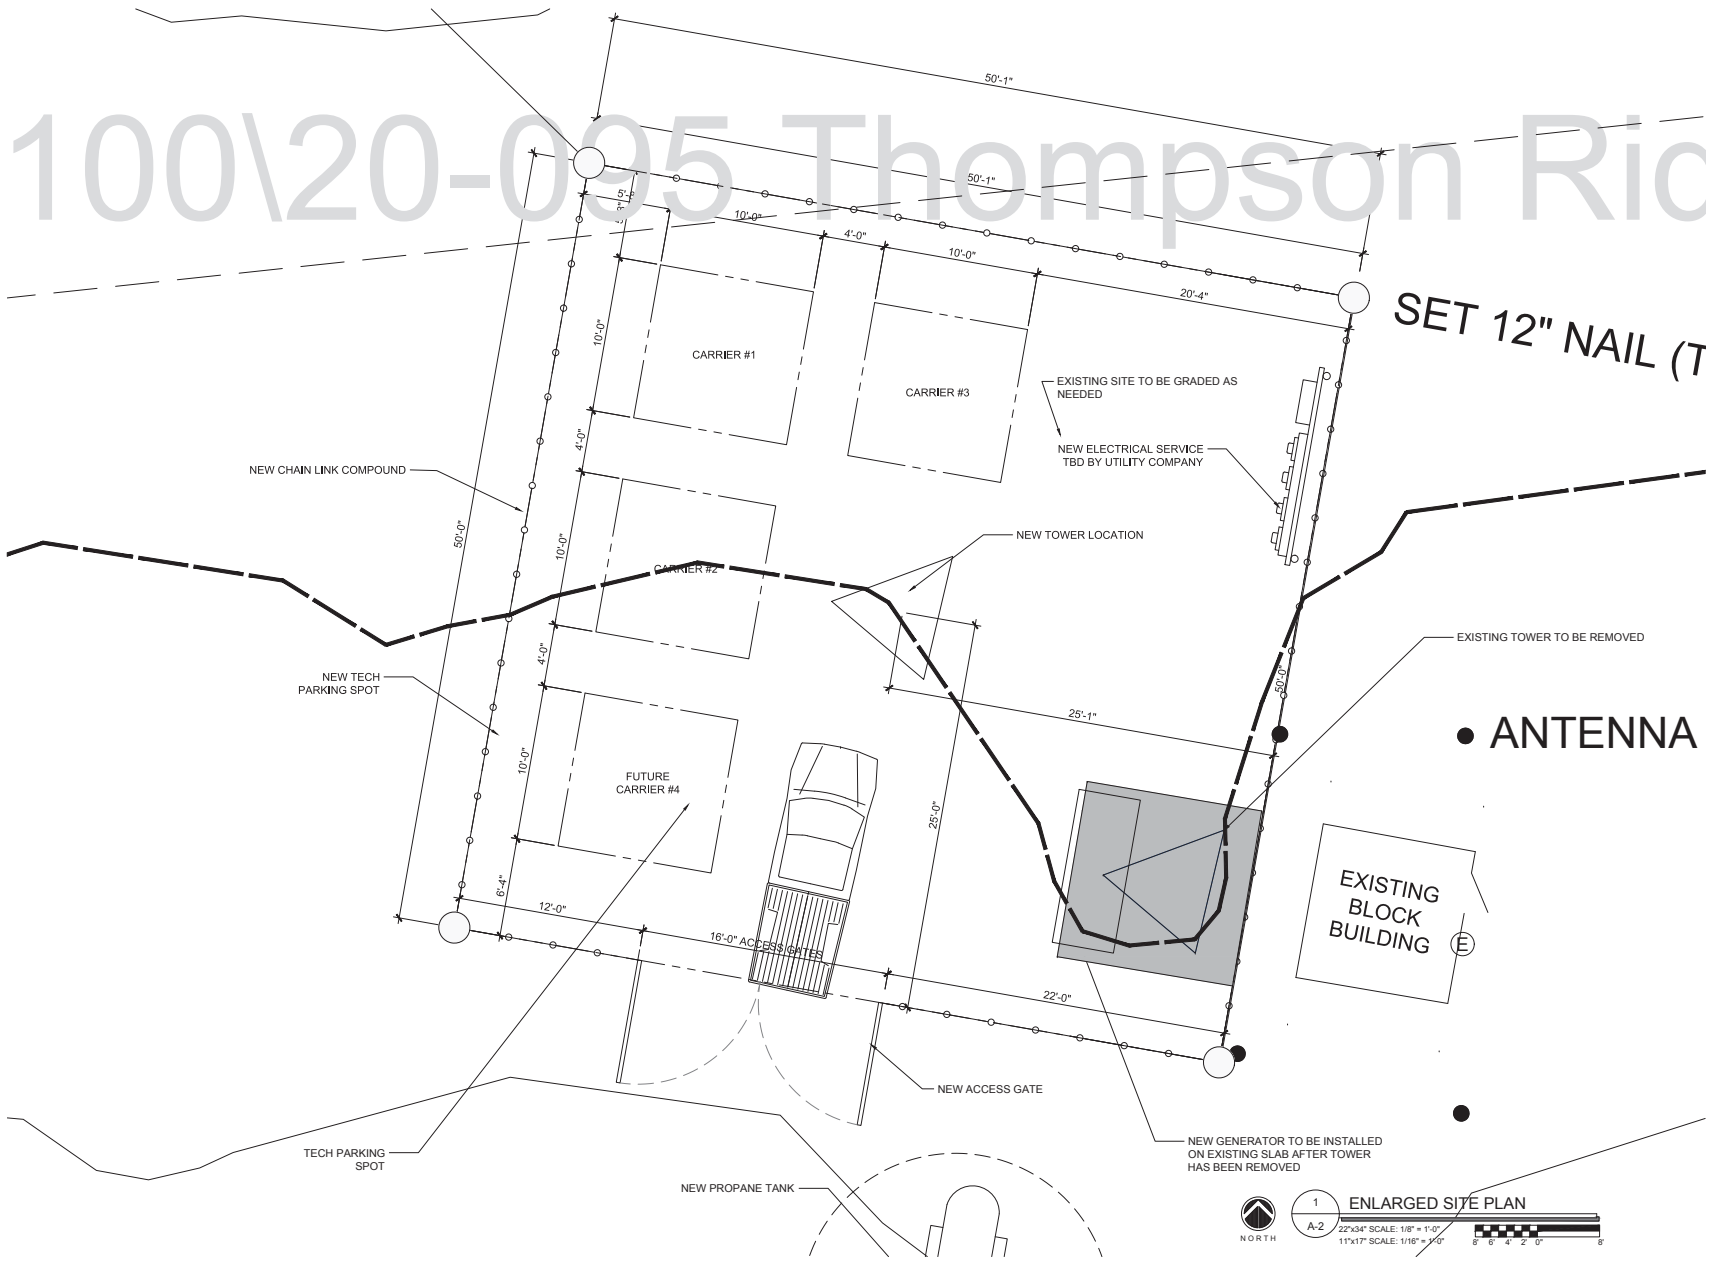 50'-1"
100\20-095 Thompson Ric
50'-1"
10'-0"
4'-0"
10'-0"
20'-4"
SET 12" NAIL (T
10'-0"
CARRIER #1
CARRIER #3
EXISTING SITE TO BE GRADED AS
NEEDED
4'-0"
NEW ELECTRICAL SERVICE
TBD BY UTILITY COMPANY
NEW CHAIN LINK COMPOUND
50'-0"
10'-0"
NEW TOWER LOCATION
CARRIER #2
EXISTING TOWER TO BE REMOVED
4'-0"
NEW TECH
PARKING SPOT
50'-0"
25'-1"
ANTENNA
10'-0"
FUTURE
CARRIER #4
25'-0"
6'-4"
12'-0"
16'-0" ACCESS GATES
22'-0"
EXISTING
BLOCK
BUILDING
E
NEW ACCESS GATE
TECH PARKING
SPOT
NEW GENERATOR TO BE INSTALLED
ON EXISTING SLAB AFTER TOWER
HAS BEEN REMOVED
NEW PROPANE TANK
NORTH
1
A-2
ENLARGED SITE PLAN
22"x34" SCALE: 1/8" = 1'-0"
11"x17" SCALE: 1/16" = 1'-0"
8' 6' 4' 2' 0" 8'